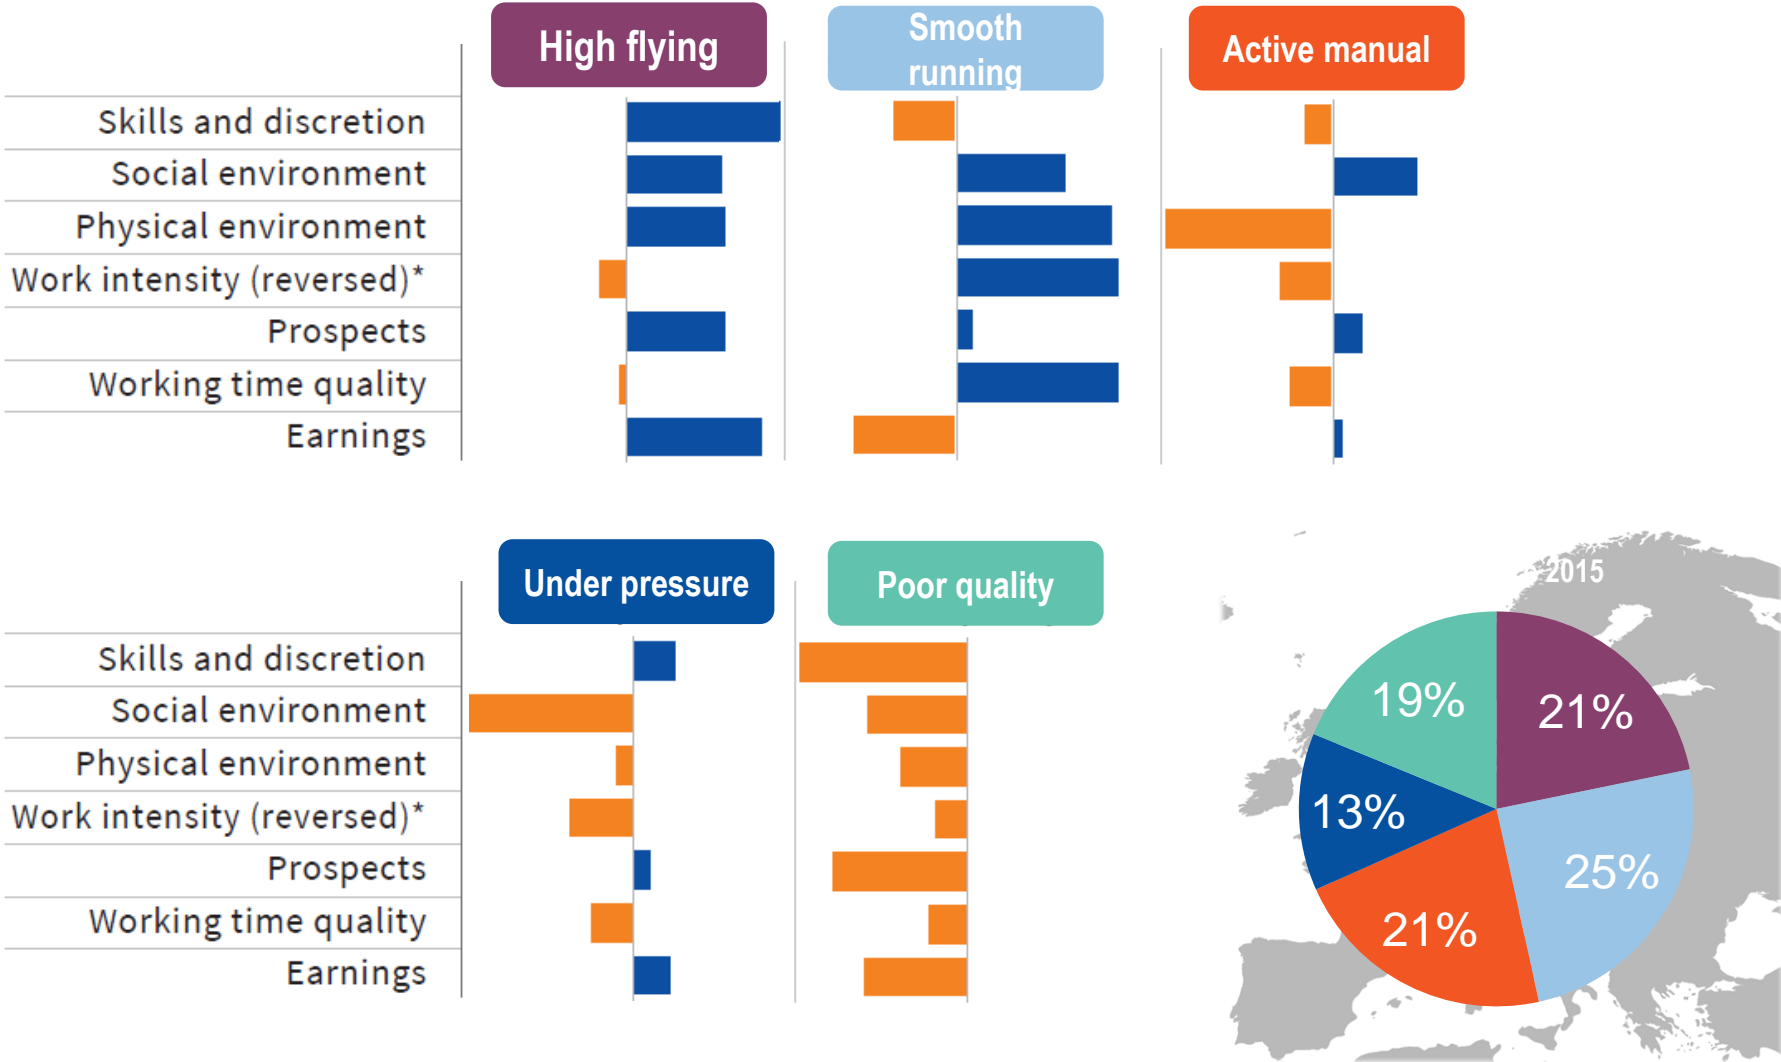 High flying
Smooth
running
Active manual
Skills and discretion
Social environment
Physical environment
Work intensity (reversed)*
Prospects
Working time quality
Earnings
Under pressure
Poor quality
Skills and discretion
Social environment
Physical environment
Work intensity (reversed)*
Prospects
Working time quality
Earnings
2015
19%
21%
13%
25%
21%